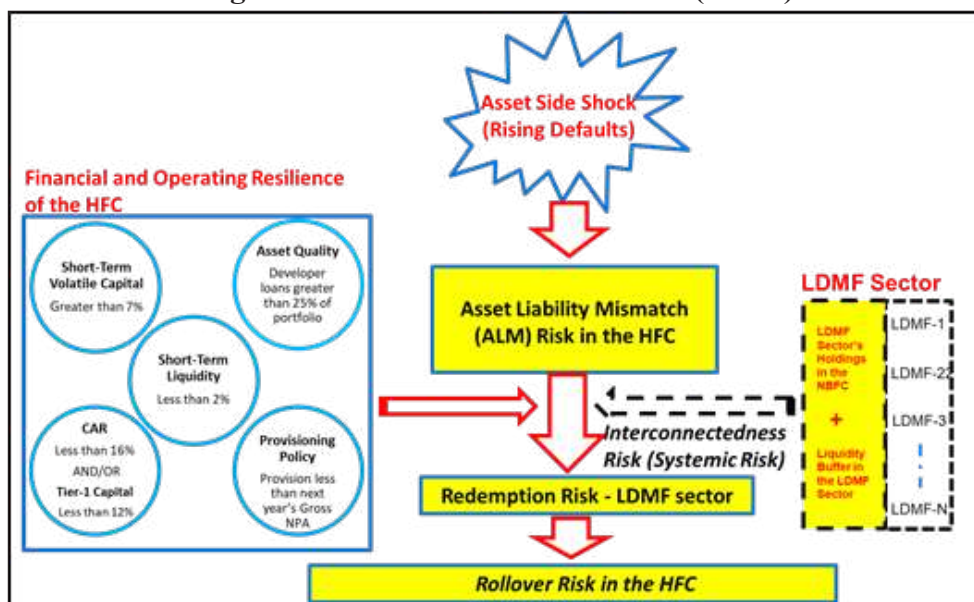 Asset Side Shock
(Rising Defaults)
Financial and Operating Resilience
of the HFC
Short-Term
Volatile Capital
Greater than 7%
Asset Quality
Developer
loans greater
than 25% of
portfolio
Short-Term
Liquidity
Less than 2%
CAR
Less than 16%
AND/OR
Tier-1 Capital
Less than 12%
Provisioning
Policy
Provision less
than next
year's Gross
NPA
Asset Liability Mismatch
(ALM) Risk in the HFC
Interconnectedness
Risk (Systemic Risk)
Redemption Risk - LDMF sector
Rollover Risk in the HFC
LDMF Sector
LDMF
Sector's
Holdings
in the
NBFC
+
Liquidity
Buffer in
the LDMF
Sector
LDMF-1
LDMF-22
LDMF-3
LDMF-N